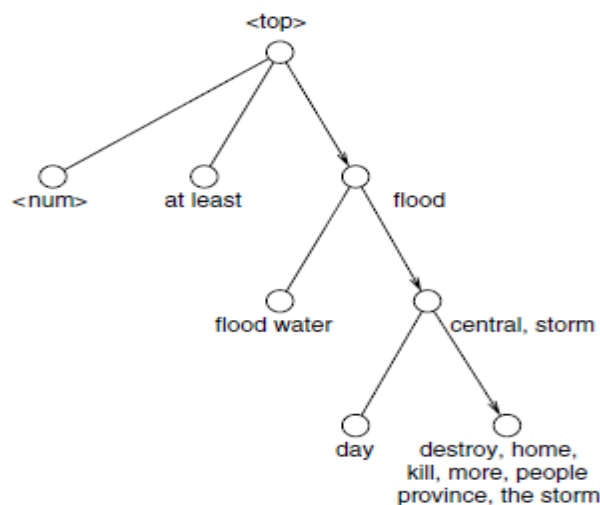 <top>
<num>
at least
flood
flood water
central, storm
day
destroy, home,
kill, more, people
province, the storm